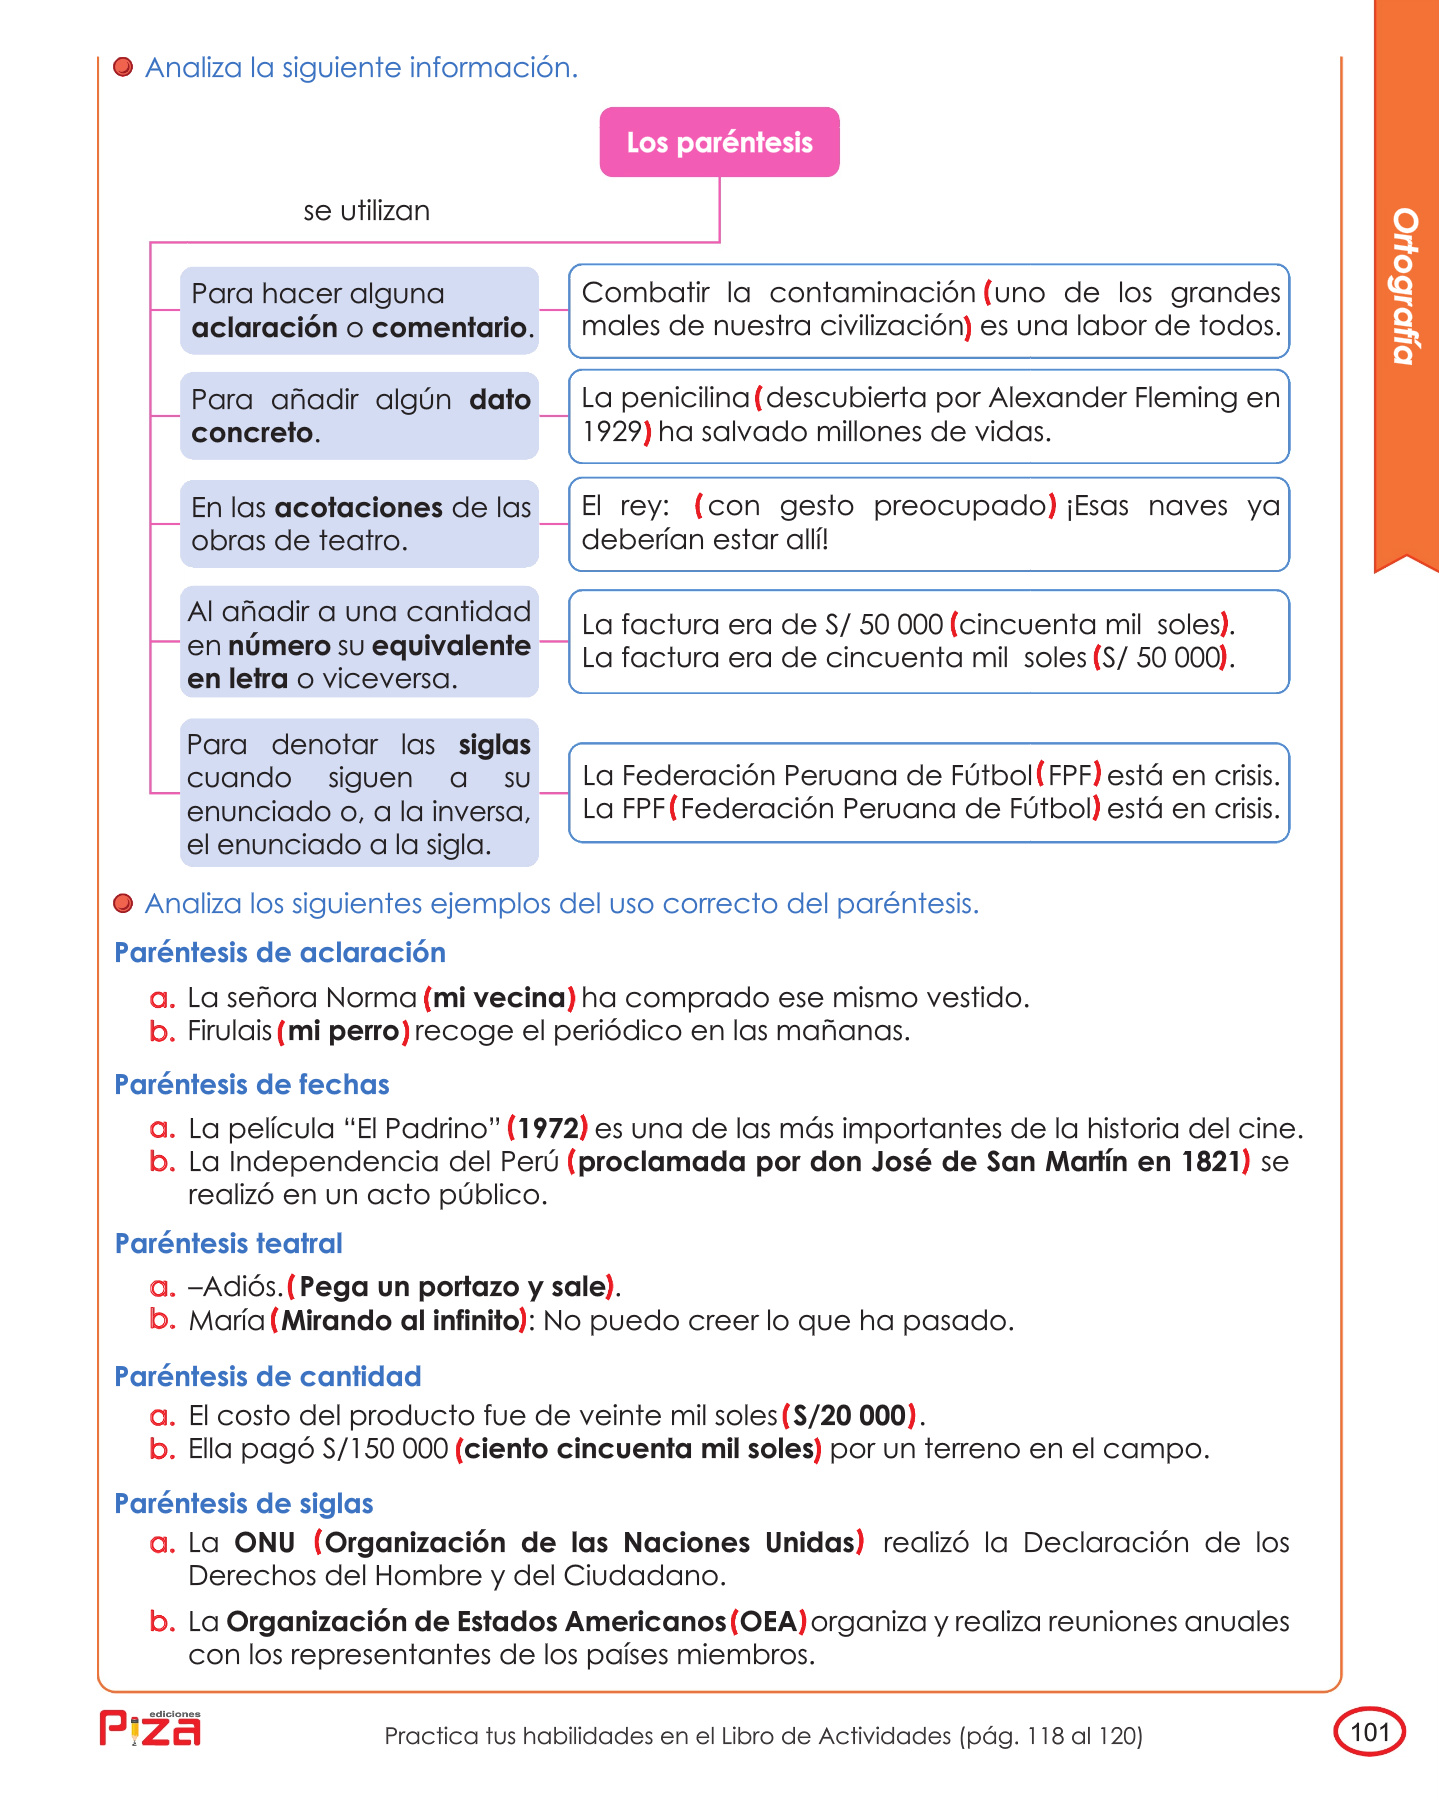 Analiza la siguiente información.
Los paréntesis
se utilizan
Para hacer alguna
aclaración o comentario.
Combatir la contaminación (uno de los grandes
males de nuestra civilización) es una labor de todos.
Para añadir algún dato
concreto.
La penicilina (descubierta por Alexander Fleming en
1929) ha salvado millones de vidas.
En las acotaciones de las
obras de teatro.
El rey: (con gesto preocupado) ¡Esas naves ya
deberían estar allí!
Al añadir a una cantidad
en número su equivalente
en letra o viceversa.
La factura era de S/ 50 000 (cincuenta mil soles).
La factura era de cincuenta mil soles (S/ 50 000).
Para denotar las siglas
cuando siguen a su
enunciado o, a la inversa,
el enunciado a la sigla.
La Federación Peruana de Fútbol (FPF) está en crisis.
La FPF (Federación Peruana de Fútbol) está en crisis.
Analiza los siguientes ejemplos del uso correcto del paréntesis.
Paréntesis de aclaración
a. La señora Norma (mi vecina) ha comprado ese mismo vestido.
b. Firulais (mi perro) recoge el periódico en las mañanas.
Paréntesis de fechas
a. La película “El Padrino” (1972) es una de las más importantes de la historia del cine.
b. La Independencia del Perú (proclamada por don José de San Martín en 1821) se
realizó en un acto público.
Paréntesis teatral
a. –Adiós. (Pega un portazo y sale).
b. María (Mirando al infinito): No puedo creer lo que ha pasado.
Paréntesis de cantidad
a. El costo del producto fue de veinte mil soles (S/20 000).
b. Ella pagó S/150 000 (ciento cincuenta mil soles) por un terreno en el campo.
Paréntesis de siglas
a. La ONU (Organización de las Naciones Unidas) realizó la Declaración de los
Derechos del Hombre y del Ciudadano.
b. La Organización de Estados Americanos (OEA) organiza y realiza reuniones anuales
con los representantes de los países miembros.
Ortografía
ediciones
Piza
Practica tus habilidades en el Libro de Actividades (pág. 118 al 120)
101